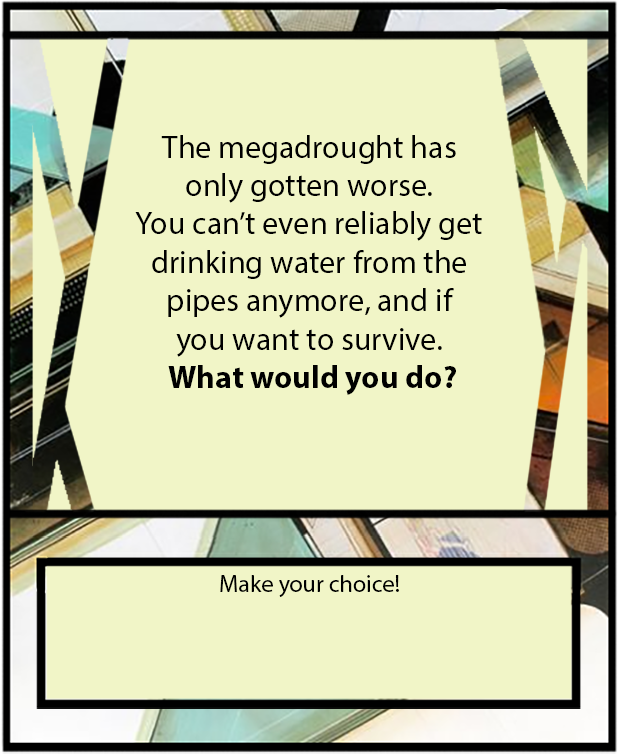 The megadrought has
only gotten worse.
You can’t even reliably get
drinking water from the
pipes anymore, and if
you want to survive.
What would you do?
Make your choice!